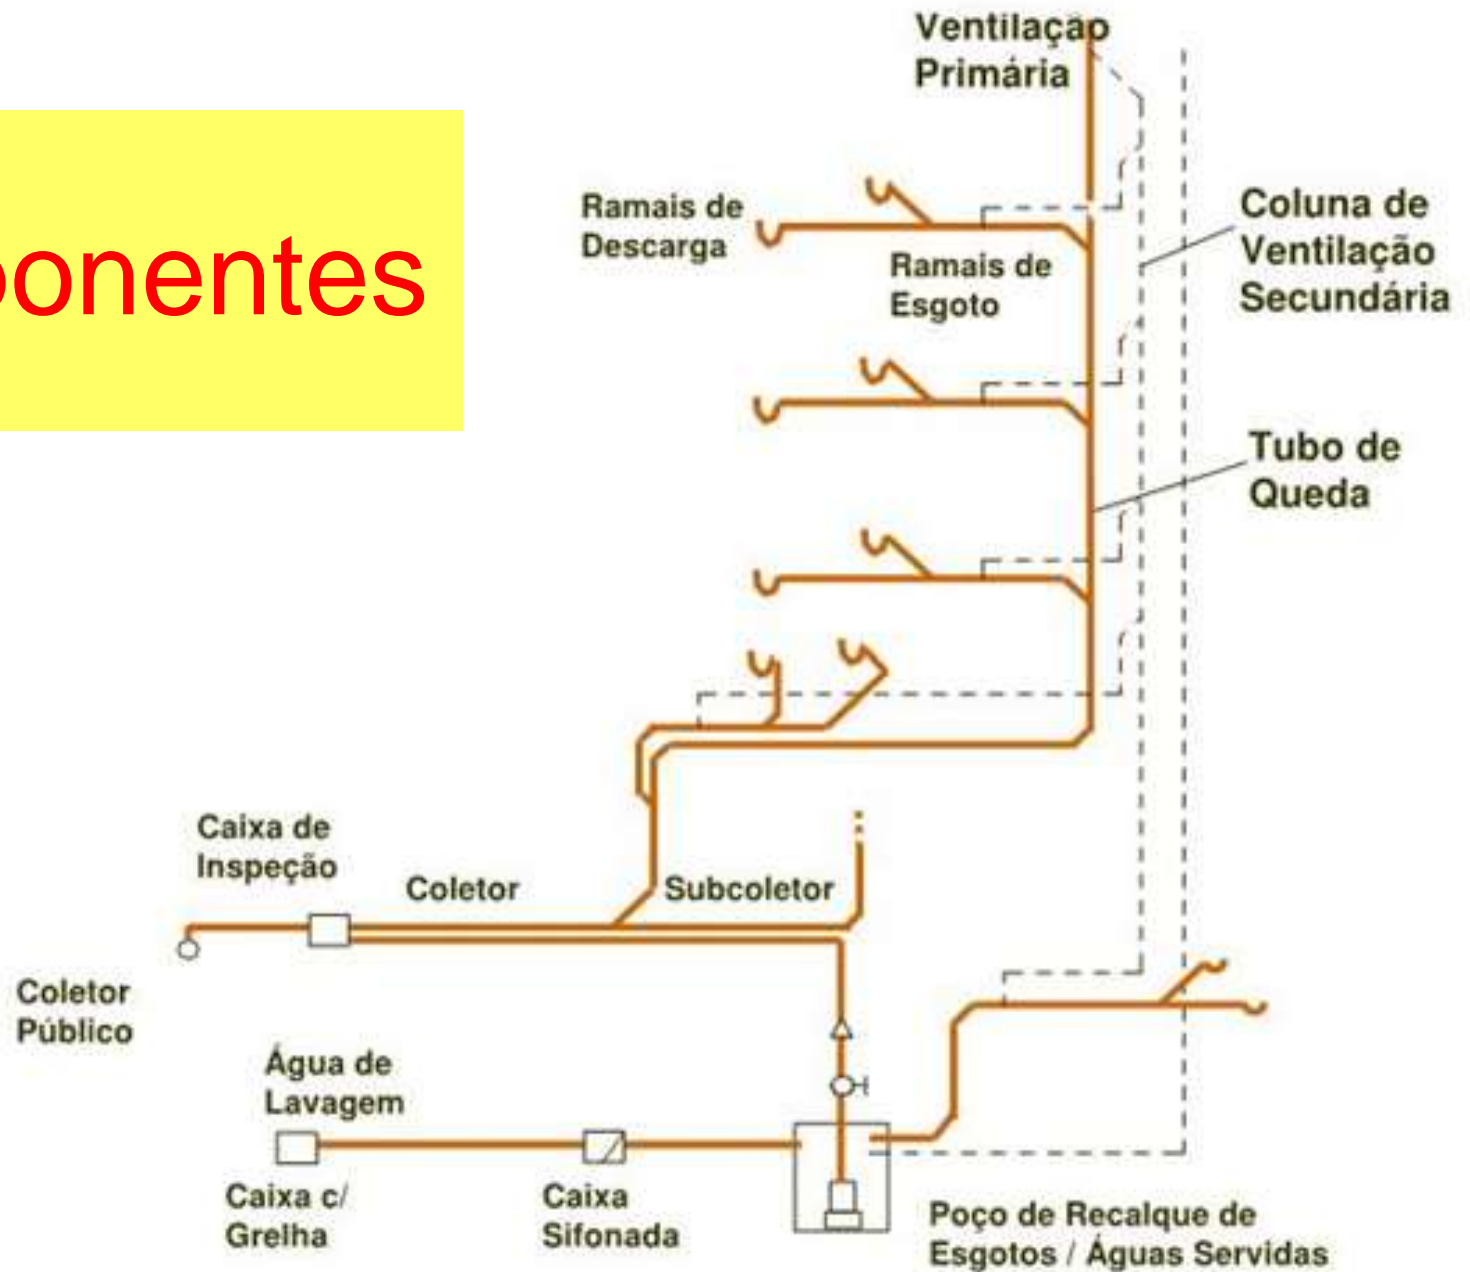 Ventilação
Primária
ponentes
Ramais de
Descarga
Ramais de
Esgoto
Coluna de
Ventilação
Secundária
Tubo de
Queda
Caixa de
Inspeção
Coletor
Subcoletor
Coletor
Público
Água de
Lavagem
Caixa c/
Grelha
Caixa
Sifonada
Poço de Recalque de
Esgotos / Águas Servidas